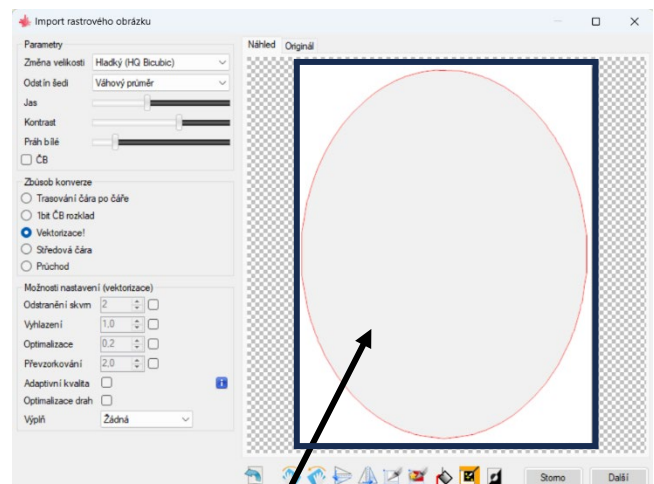 Import rastrového obrázku
Parametry
Změna velikosti Hladký (HQ Bicubic)
Odstín šedi Váhový průměr
Jas
Kontrast
Práh bílé
ČB
Zbůsob konverze
Trasování čára po čáře
1bit ČB rozklad
Vektorizace!
Středová čára
Průchod
Možnosti nastavení (vektorizace)
Odstranění skvrn 2
Vyhlazení 1,0
Optimalizace 0,2
Převzorkování 2,0
Adaptivní kvalita
Optimalizace drah
Výplň Žádná
Náhled Originál
Storno Další